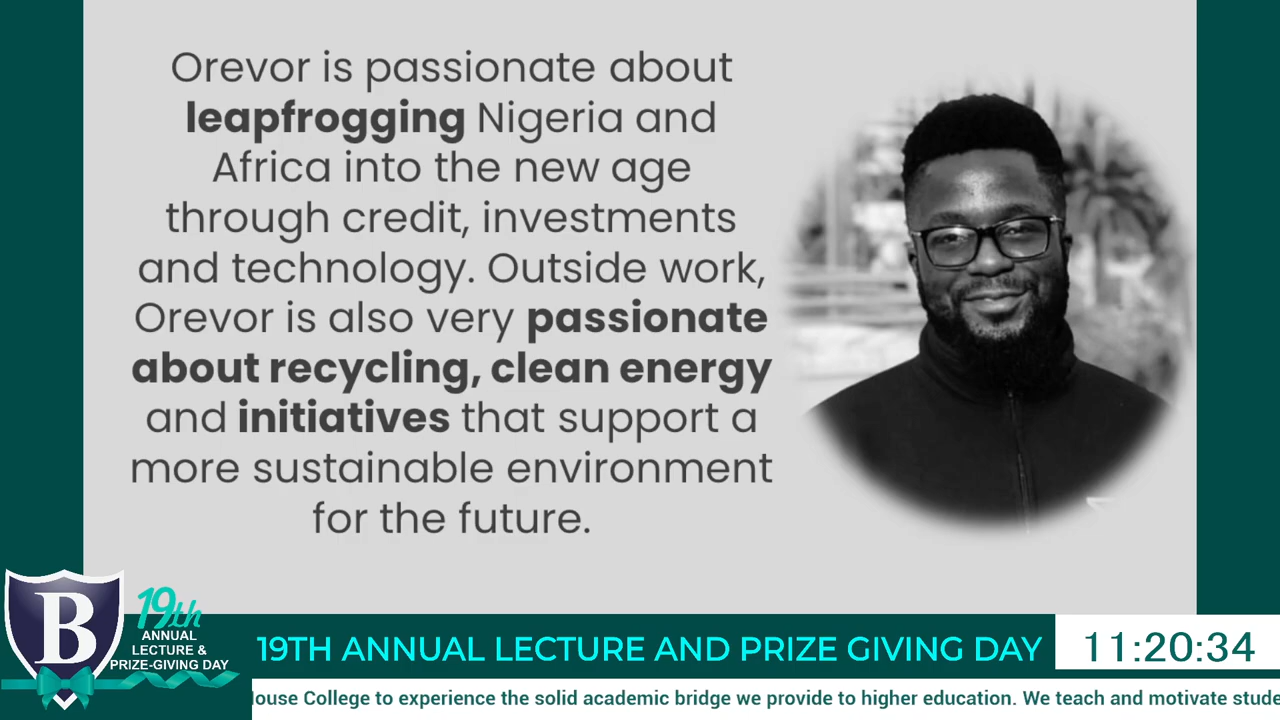 Orevor is passionate about
leapfrogging Nigeria and
Africa into the new age
through credit, investments
and technology. Outside work,
Orevor is also very passionate
about recycling, clean energy
and initiatives that support a
more sustainable environment
for the future.
B
19th
ANNUAL
LECTURE &
PRIZE-GIVING DAY
19TH ANNUAL LECTURE AND PRIZE GIVING DAY
11:20:34
College to experience the solid academic bridge we provide to higher education. We teach and motivate